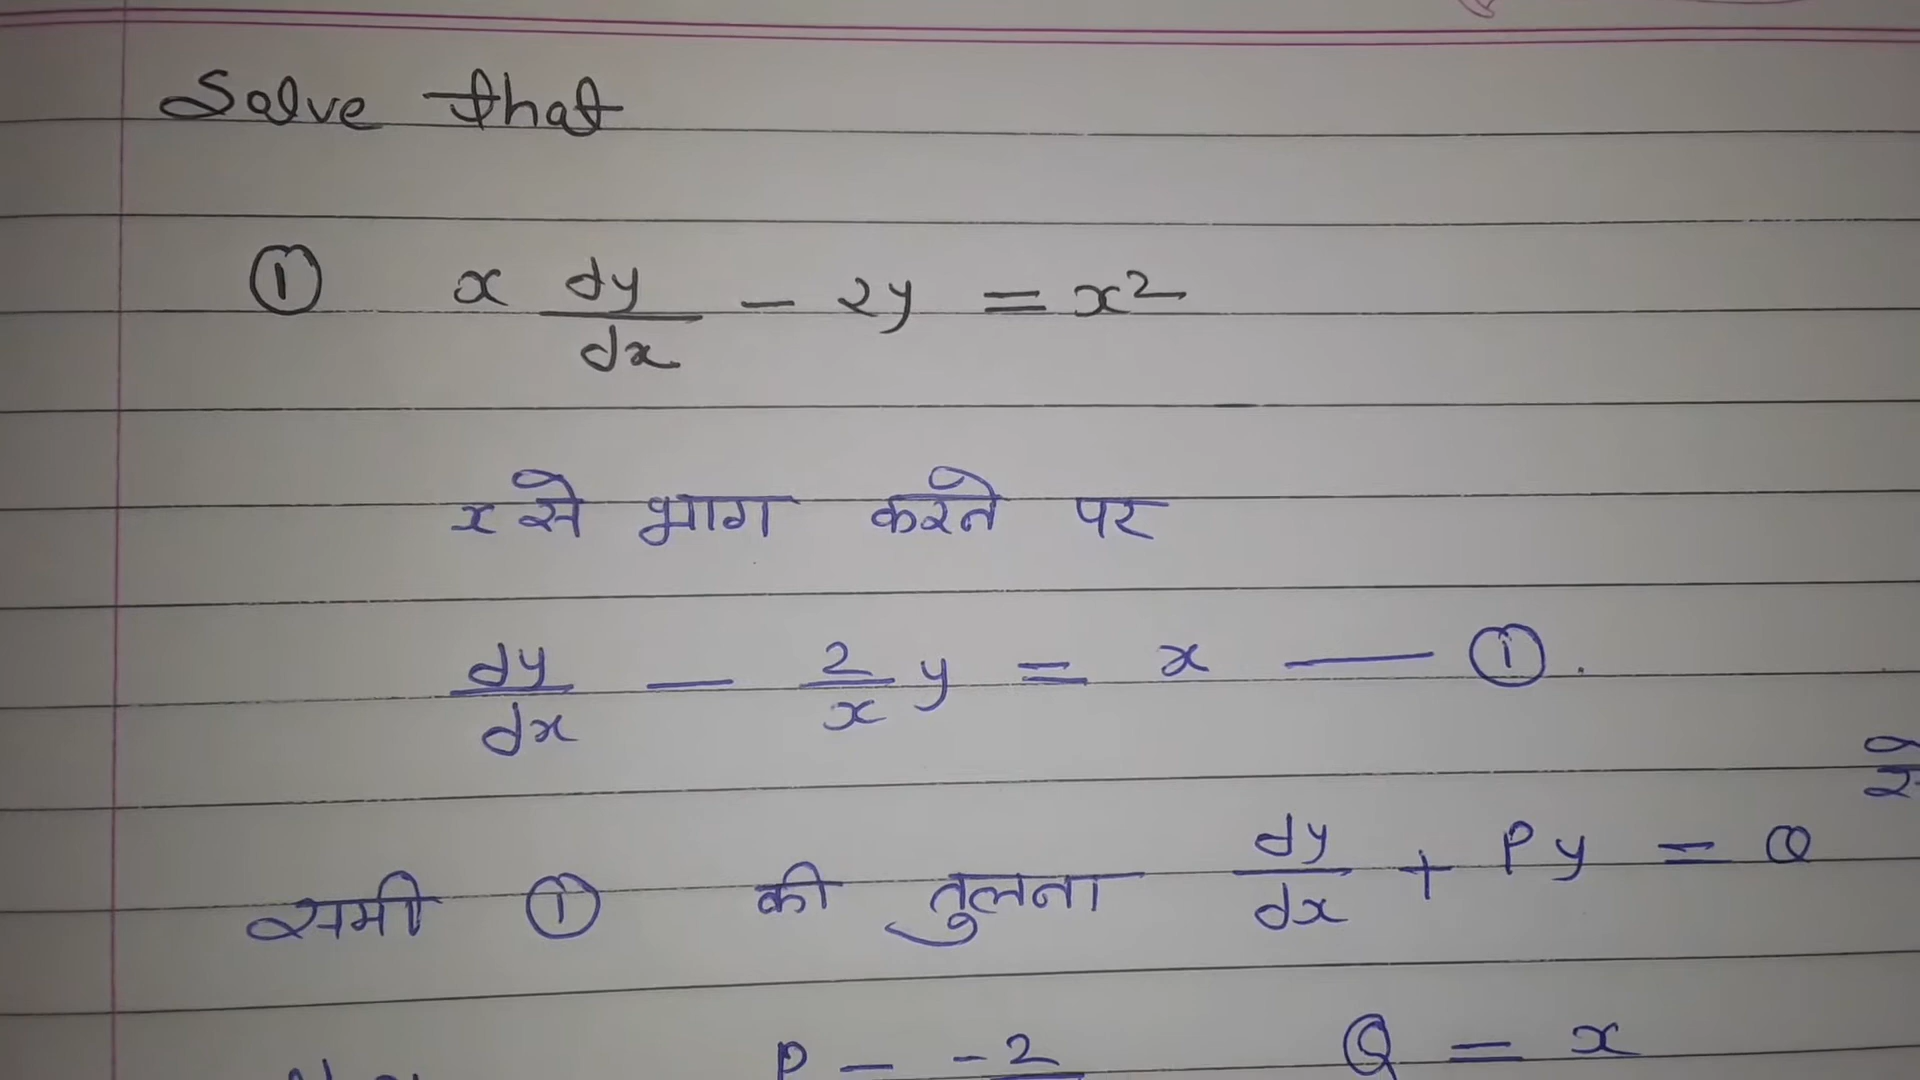 Solve that
① x dy/dx - 2y = x²
x से भाग करने पर
dy/dx - 2/x y = x — ①.
समी ① की तुलना dy/dx + Py = Q से
P = -2 Q = x